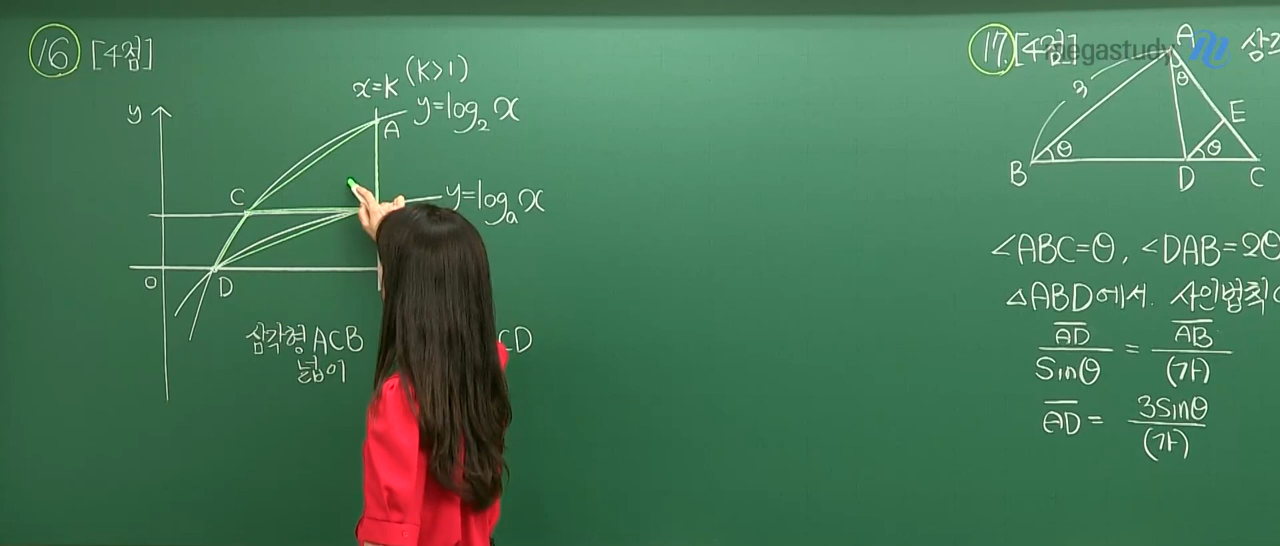 16 [4점]
x=k (k>1)
y=log₂x
y
A
C
y=logₐx
O
D
삼각형 ACB
넓이
CD
17. [4점]
megastudy
A
3
θ
E
B
θ
θ
D
C
∠ABC=θ, ∠DAB=2θ
△ABD에서. 사인법칙
AD/Sinθ = AB/(가)
AD = 3Sinθ/(가)